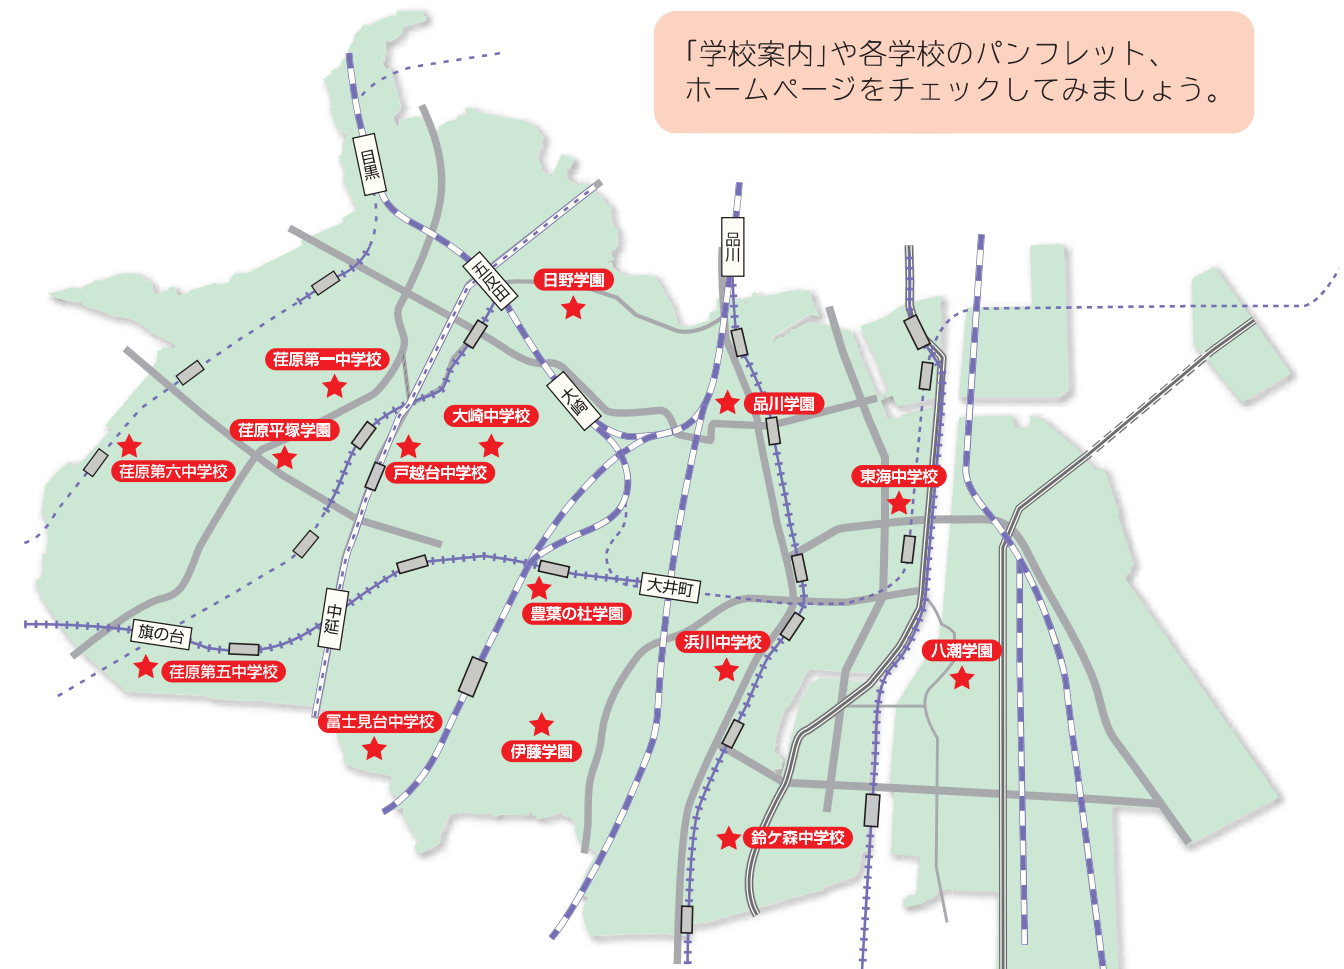 「学校案内」や各学校のパンフレット、
ホームページをチェックしてみましょう。
目黒
品川
五反田
日野学園
荏原第一中学校
大崎
品川学園
大崎中学校
荏原平塚学園
荏原第六中学校
戸越台中学校
東海中学校
大井町
豊葉の杜学園
中延
旗の台
浜川中学校
八潮学園
荏原第五中学校
冨士見台中学校
伊藤学園
鈴ケ森中学校